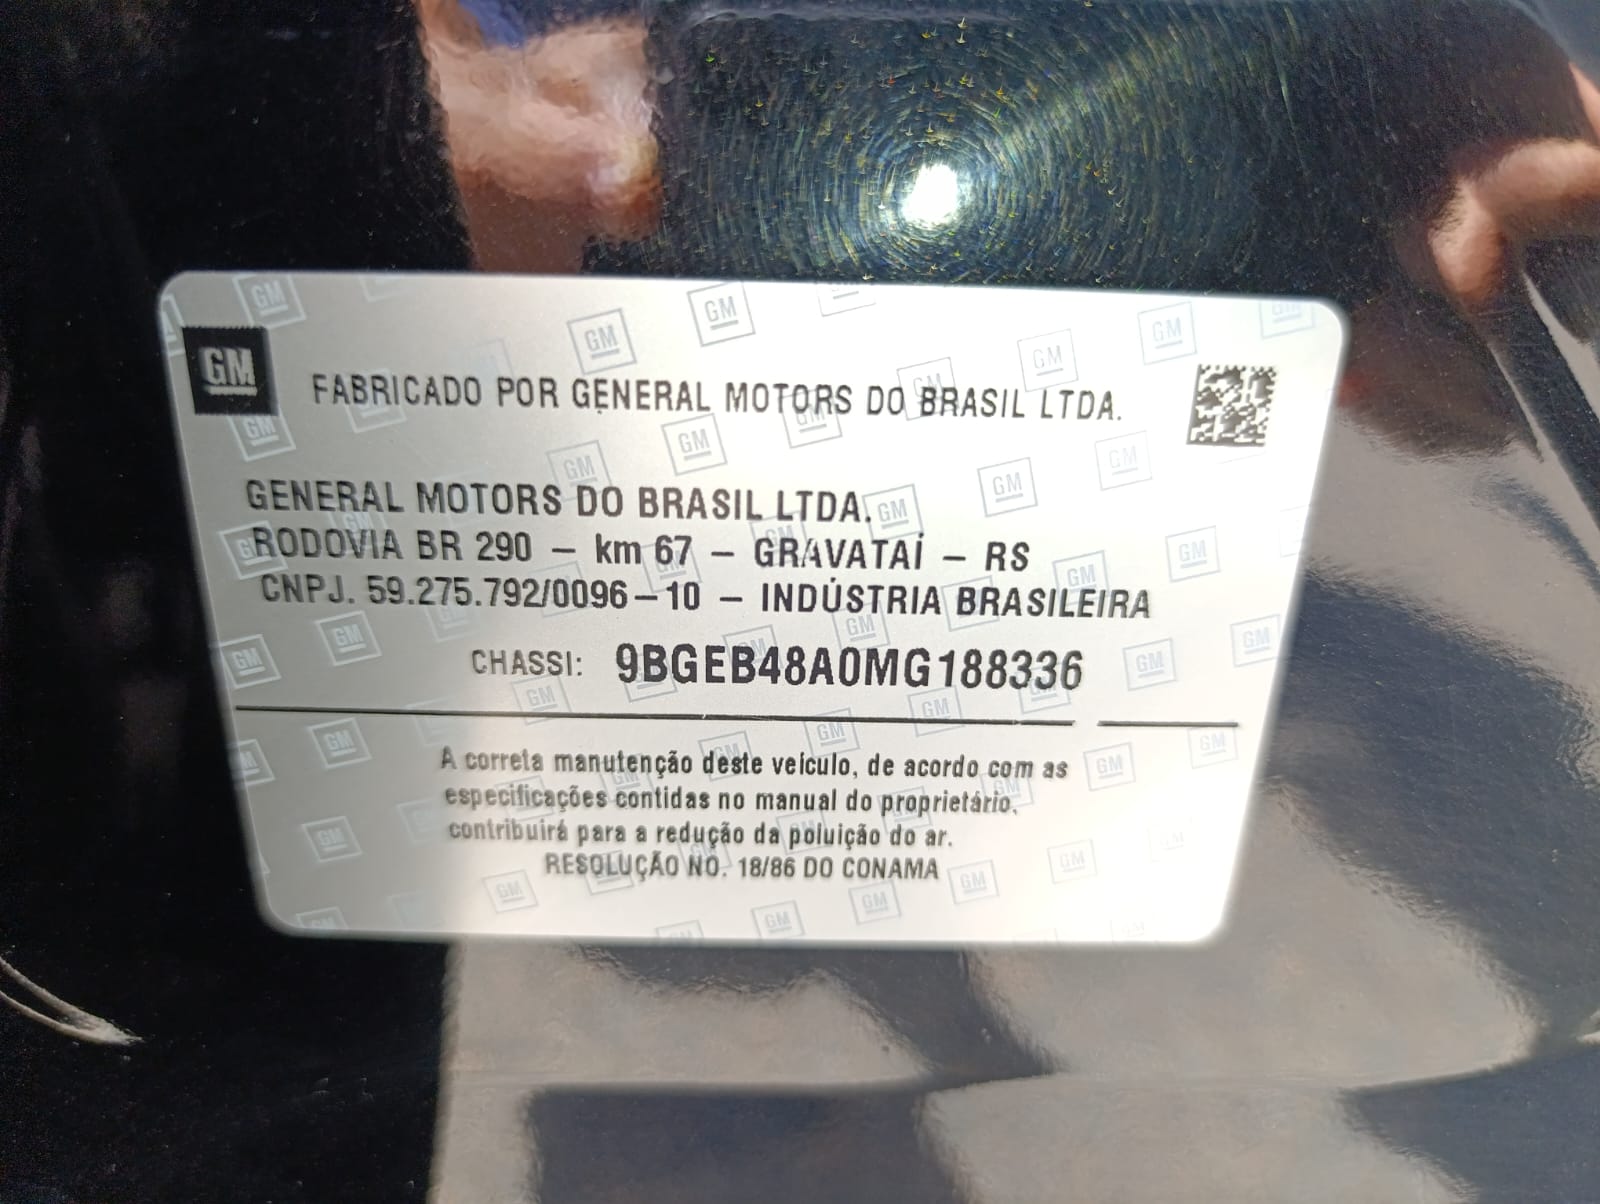 GM
FABRICADO POR GENERAL MOTORS DO BRASIL LTDA.
GENERAL MOTORS DO BRASIL LTDA.
RODOVIA BR 290 – km 67 – GRAVATAÍ – RS
CNPJ. 59.275.792/0096–10 – INDÚSTRIA BRASILEIRA
CHASSI: 9BGEB48A0MG188336
A correta manutenção deste veículo, de acordo com as
especificações contidas no manual do proprietário,
contribuirá para a redução da poluição do ar.
RESOLUÇÃO NO. 18/86 DO CONAMA